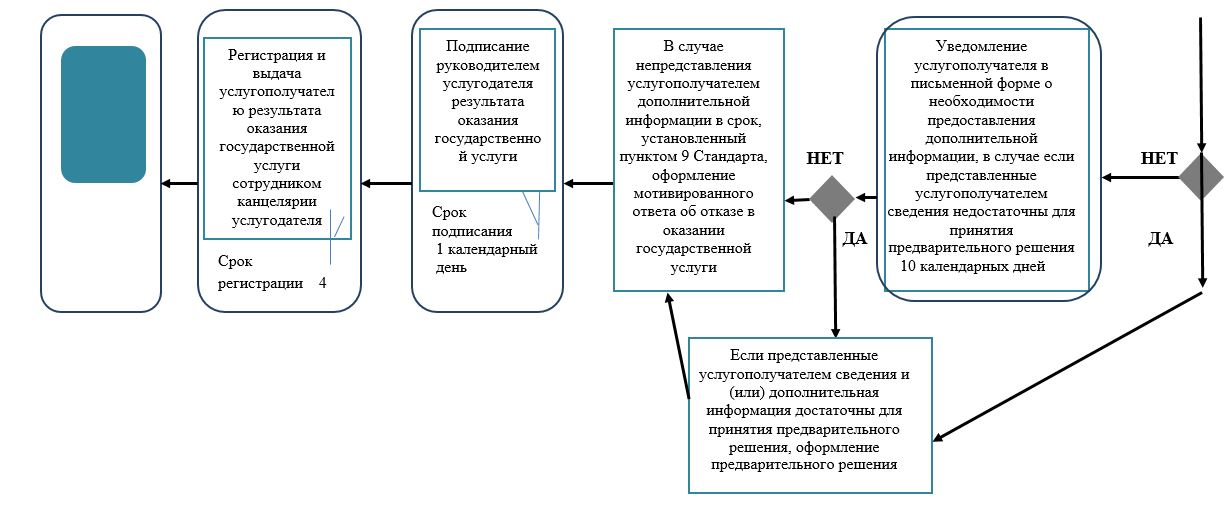 Регистрация и
выдача
услугополучател
ю результата
оказания
государственной
услуги
сотрудником
канцелярии
услугодателя
Срок
регистрации 4
Подписание
руководителем
услугодателя
результата
оказания
государственно
й услуги
Срок
подписания
1 календарный
день
В случае
непредставления
услугополучателем
дополнительной
информации в срок,
установленный
пунктом 9 Стандарта,
оформление
мотивированного
ответа об отказе в
оказании
государственной
услуги
НЕТ
ДА
Уведомление
услугополучателя в
письменной форме о
необходимости
предоставления
дополнительной
информации, в случае если
представленные
услугополучателем
сведения недостаточны для
принятия
предварительного решения
10 календарных дней
НЕТ
ДА
Если представленные
услугополучателем сведения и
(или) дополнительная
информация достаточны для
принятия предварительного
решения, оформление
предварительного решения